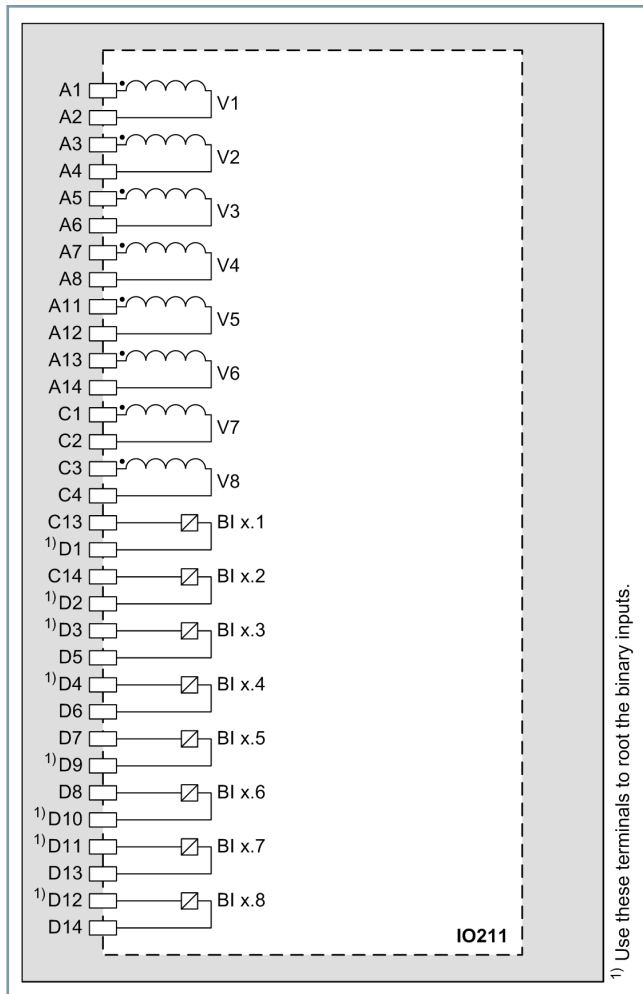 A1
V1
A2
A3
V2
A4
A5
V3
A6
A7
V4
A8
A11
V5
A12
A13
V6
A14
C1
V7
C2
C3
V8
C4
C13 BI x.1
1) D1
C14 BI x.2
1) D2
1) D3 BI x.3
D5
1) D4 BI x.4
D6
D7 BI x.5
1) D9
D8 BI x.6
1) D10
1) D11 BI x.7
D13
1) D12 BI x.8
D14
IO211
1) Use these terminals to root the binary inputs.